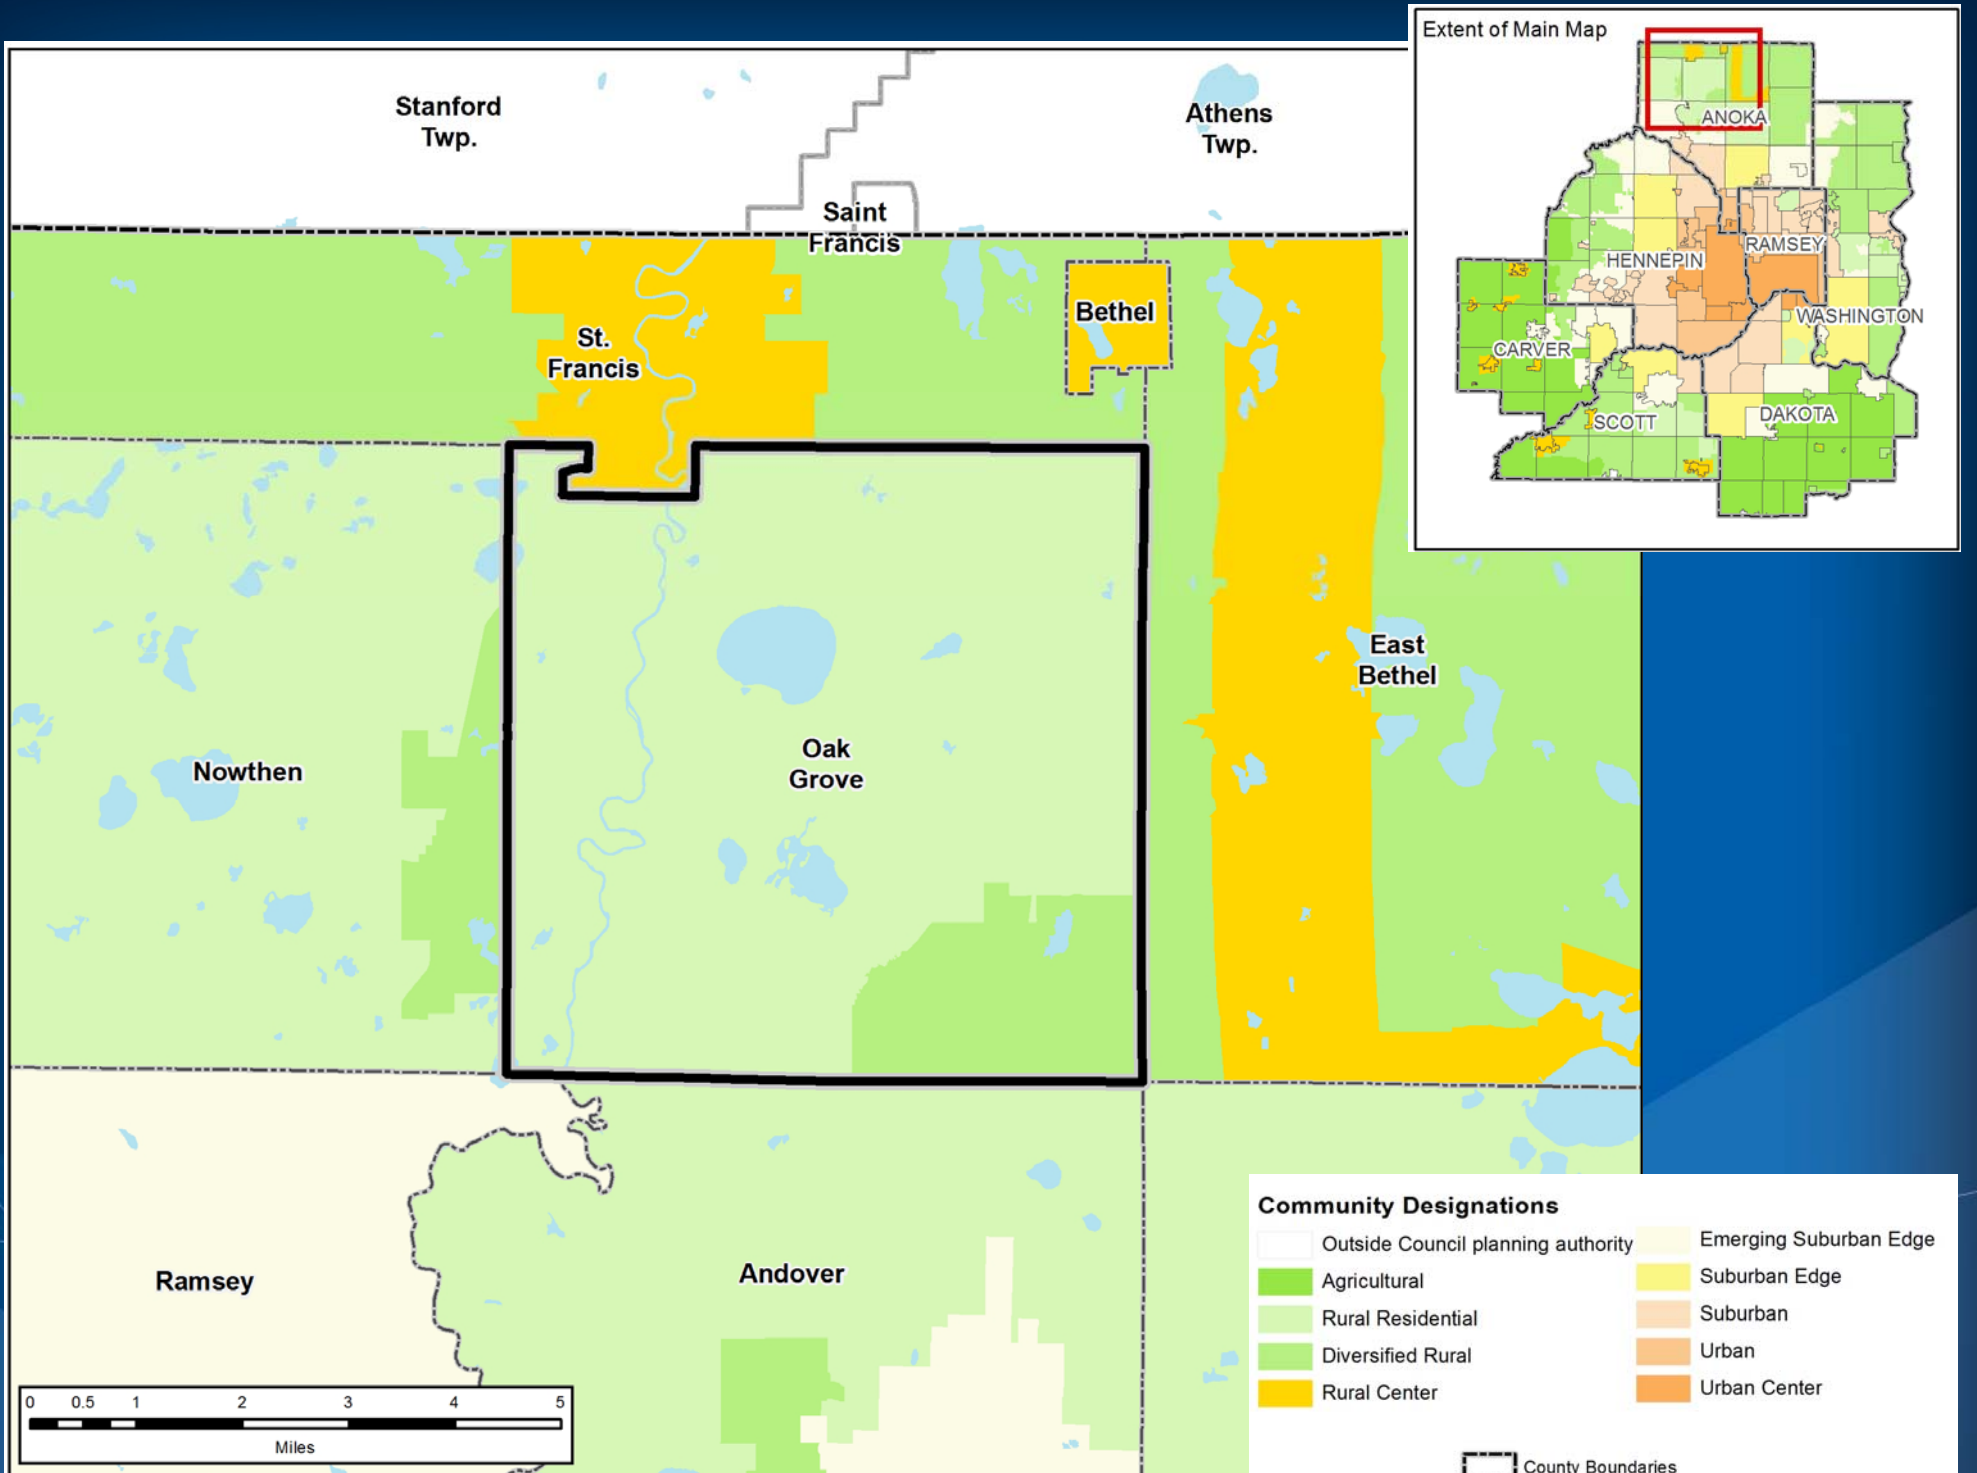 Extent of Main Map
ANOKA
HENNEPIN
RAMSEY
WASHINGTON
CARVER
SCOTT
DAKOTA
Stanford
Twp.
Athens
Twp.
Saint
Francis
St.
Francis
Bethel
East
Bethel
Nowthen
Oak
Grove
Ramsey
Andover
0 0.5 1 2 3 4 5
Miles
Community Designations
Outside Council planning authority
Agricultural
Rural Residential
Diversified Rural
Rural Center
Emerging Suburban Edge
Suburban Edge
Suburban
Urban
Urban Center
County Boundaries